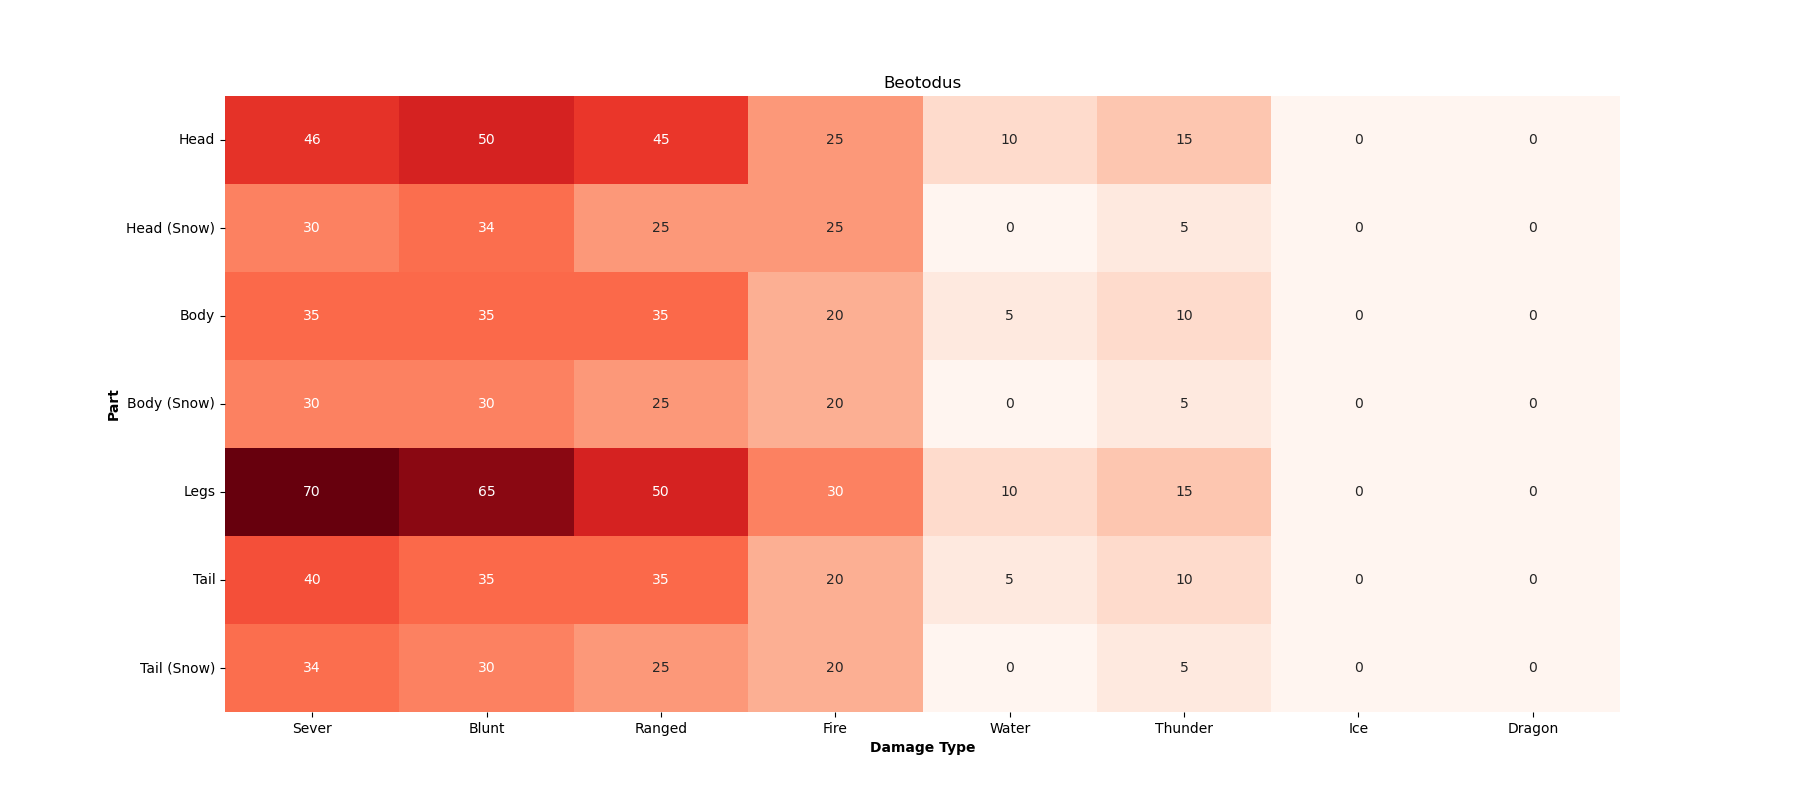 Beotodus
Head 46 50 45 25 10 15 0 0
Head (Snow) 30 34 25 25 0 5 0 0
Body 35 35 35 20 5 10 0 0
Body (Snow) 30 30 25 20 0 5 0 0
Legs 70 65 50 30 10 15 0 0
Tail 40 35 35 20 5 10 0 0
Tail (Snow) 34 30 25 20 0 5 0 0
Part
Sever Blunt Ranged Fire Water Thunder Ice Dragon
Damage Type